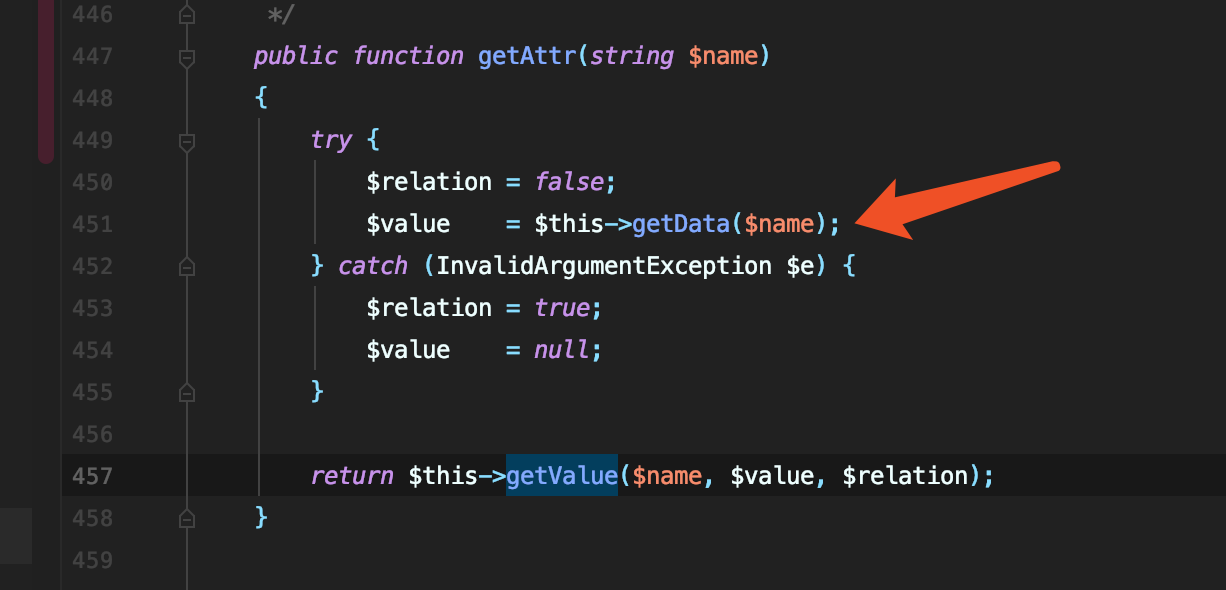 446 */
447 public function getAttr(string $name)
448 {
449 try {
450 $relation = false;
451 $value = $this->getData($name);
452 } catch (InvalidArgumentException $e) {
453 $relation = true;
454 $value = null;
455 }
456
457 return $this->getValue($name, $value, $relation);
458 }
459